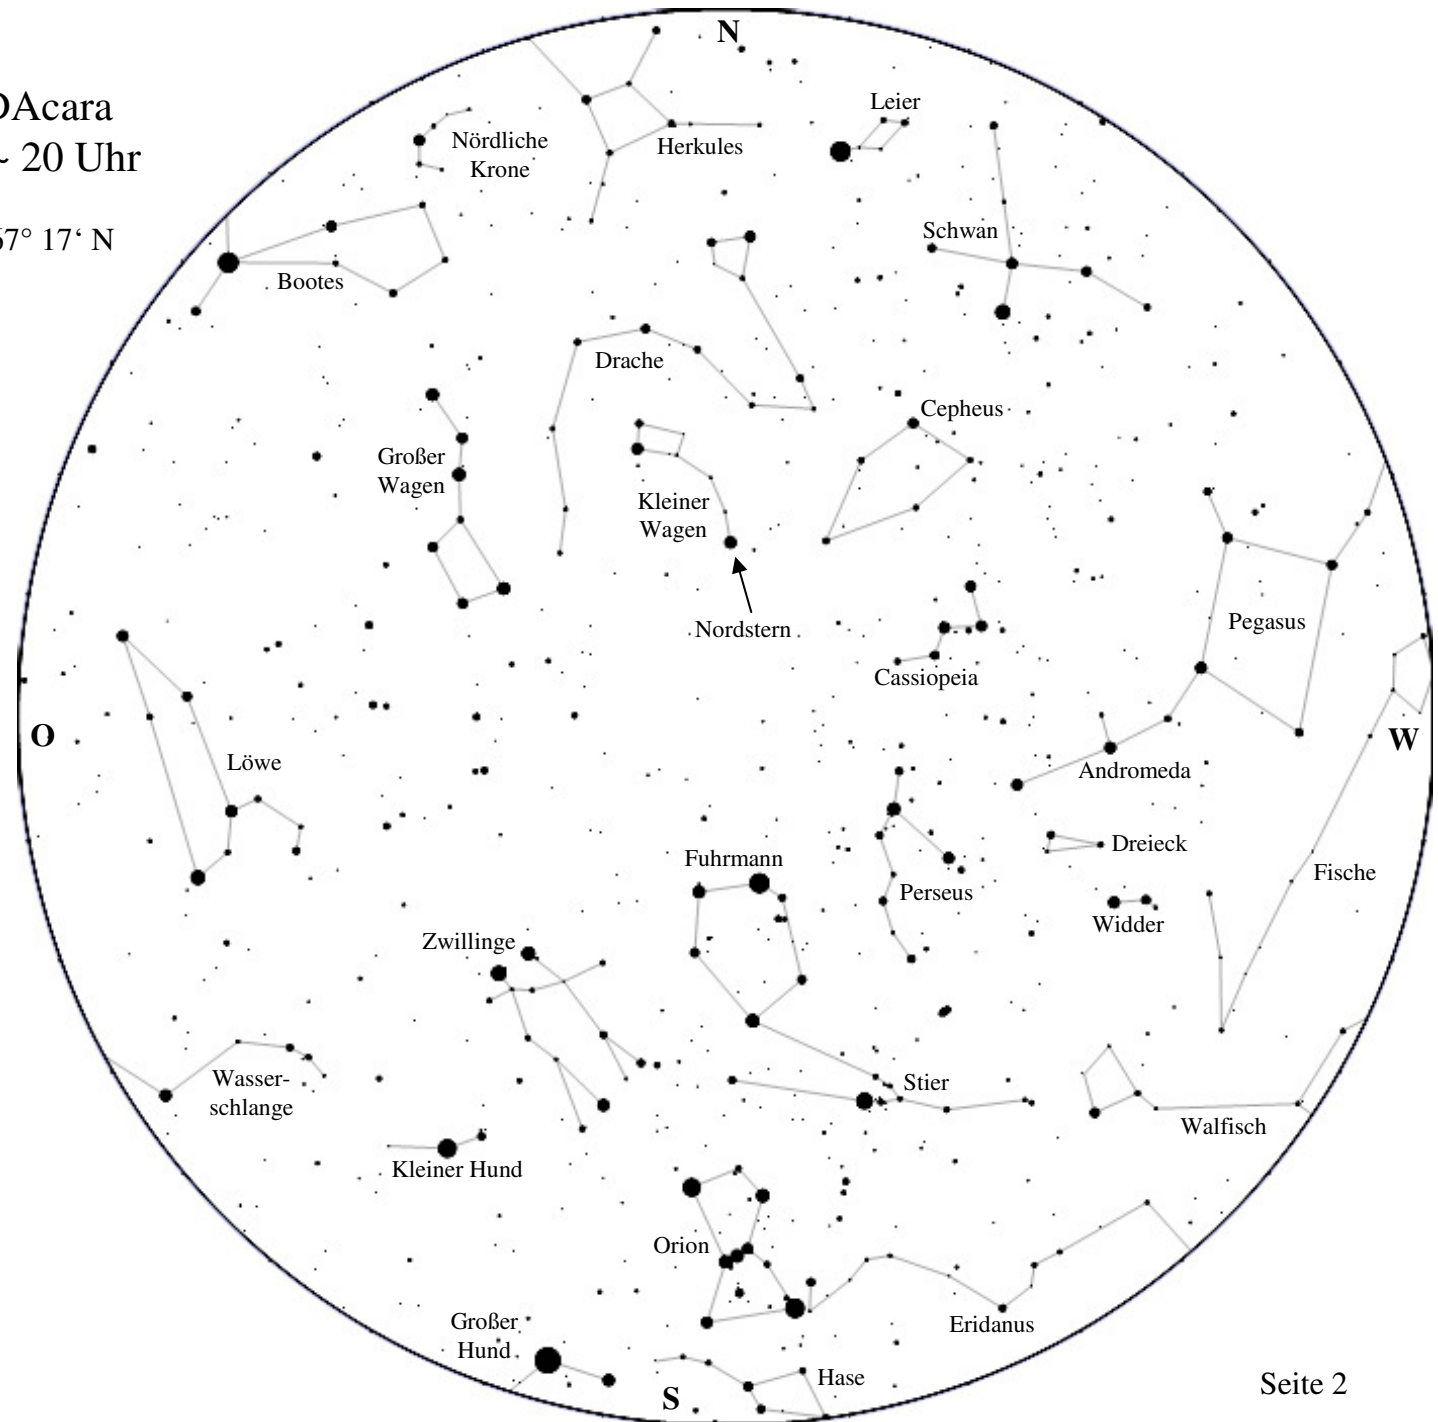 N
DAcara
~ 20 Uhr
67° 17‘ N
Leier
Nördliche
Krone
Herkules
Schwan
Bootes
Drache
Cepheus
Großer
Wagen
Kleiner
Wagen
Nordstern
Pegasus
Cassiopeia
O
W
Löwe
Andromeda
Dreieck
Fuhrmann
Fische
Perseus
Widder
Zwillinge
Wasser-
schlange
Stier
Walfisch
Kleiner Hund
Orion
Großer
Hund
Eridanus
Hase
S
Seite 2